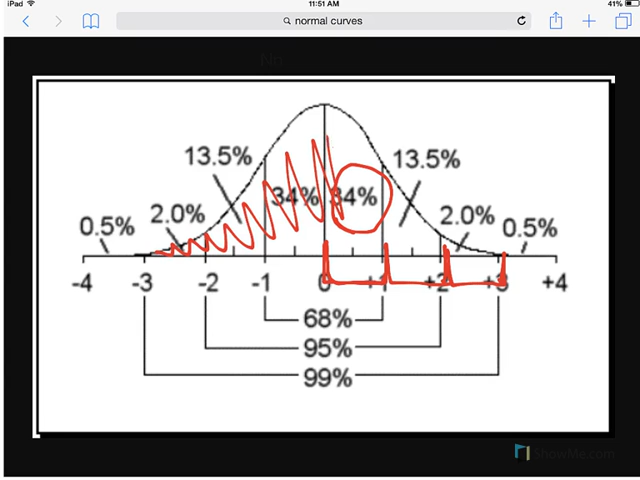 iPad 11:51 AM 41%
normal curves
No
13.5% 13.5%
34% 34%
0.5% 2.0% 2.0% 0.5%
-4 -3 -2 -1 0 +1 +2 +3 +4
68%
95%
99%
ShowMe.com